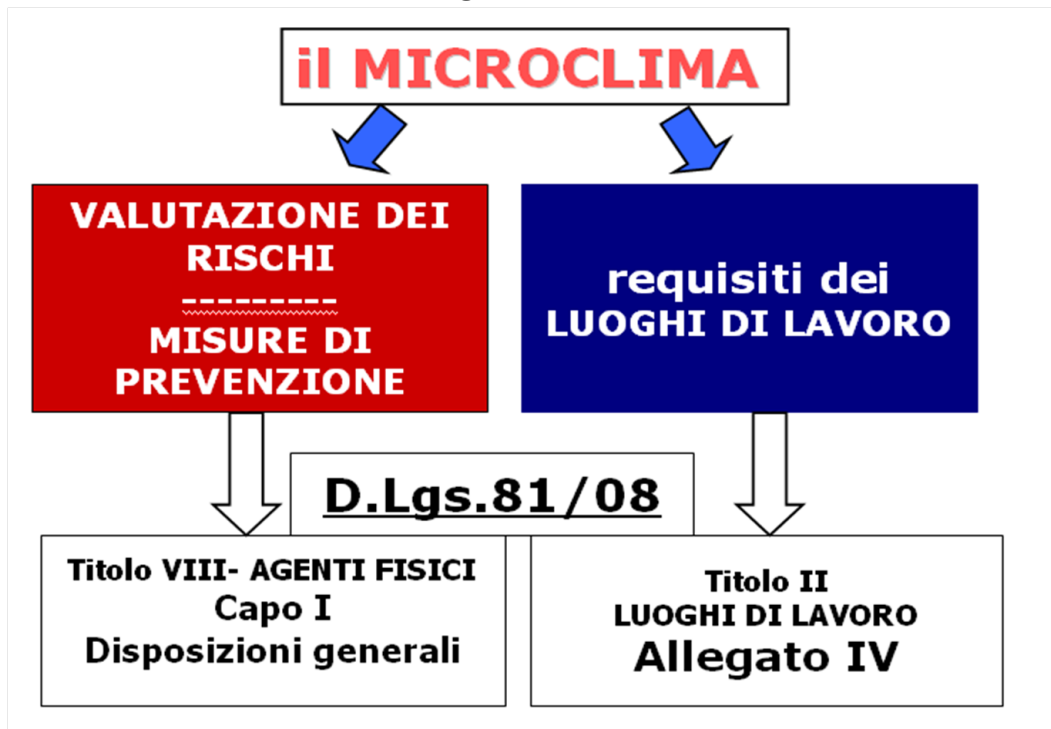 il MICROCLIMA
VALUTAZIONE DEI
RISCHI
---------
MISURE DI
PREVENZIONE
requisiti dei
LUOGHI DI LAVORO
D.Lgs.81/08
Titolo VIII- AGENTI FISICI
Capo I
Disposizioni generali
Titolo II
LUOGHI DI LAVORO
Allegato IV